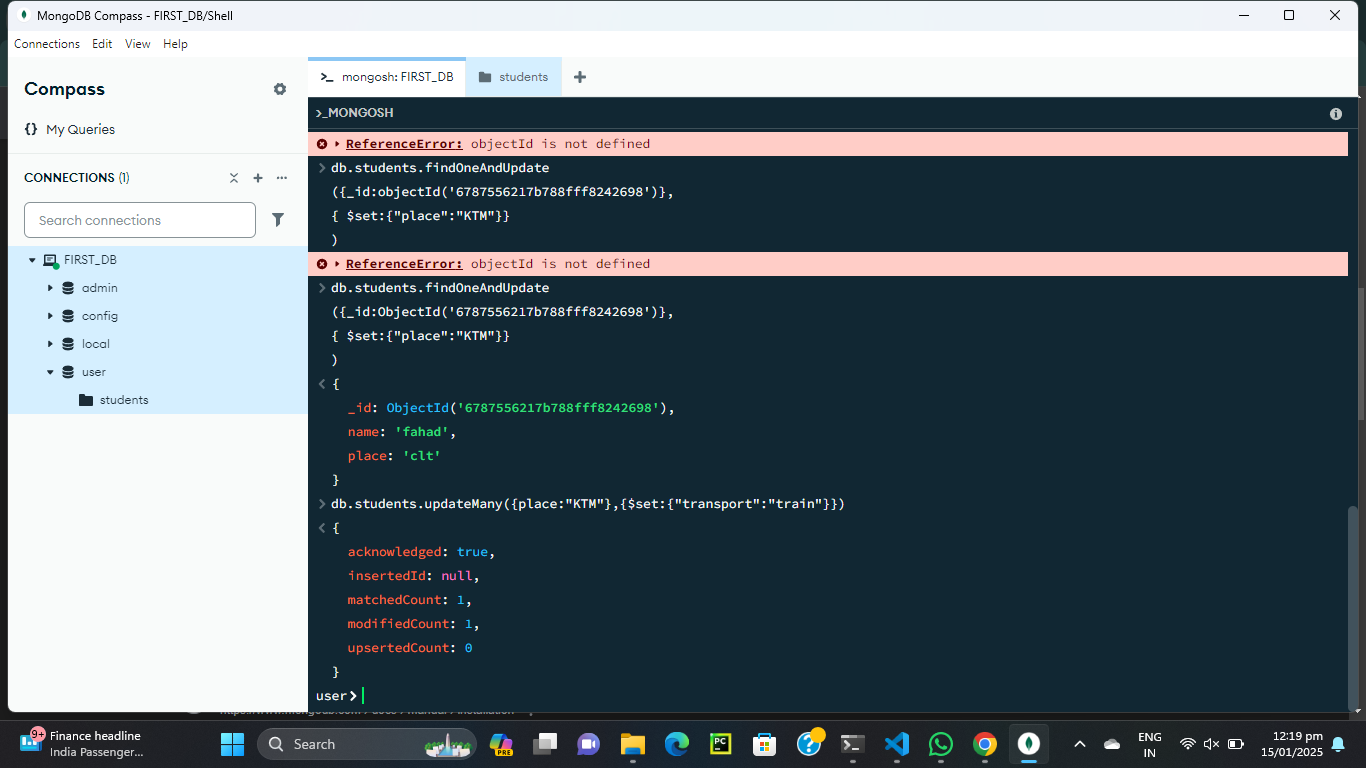 MongoDB Compass - FIRST_DB/Shell
Connections Edit View Help
Compass
{} My Queries
CONNECTIONS (1)
Search connections
FIRST_DB
admin
config
local
user
students
>_ mongosh: FIRST_DB
students
>_MONGOSH
ReferenceError: objectId is not defined
db.students.findOneAndUpdate
({_id:objectId('6787556217b788fff8242698')},
{ $set:{"place":"KTM"}}
)
ReferenceError: objectId is not defined
db.students.findOneAndUpdate
({_id:ObjectId('6787556217b788fff8242698')},
{ $set:{"place":"KTM"}}
)
{
_id: ObjectId('6787556217b788fff8242698'),
name: 'fahad',
place: 'clt'
}
db.students.updateMany({place:"KTM"},{$set:{"transport":"train"}})
{
acknowledged: true,
insertedId: null,
matchedCount: 1,
modifiedCount: 1,
upsertedCount: 0
}
user>
9+
Finance headline
India Passenger...
Search
PRE
PC
ENG
IN
12:19 pm
15/01/2025